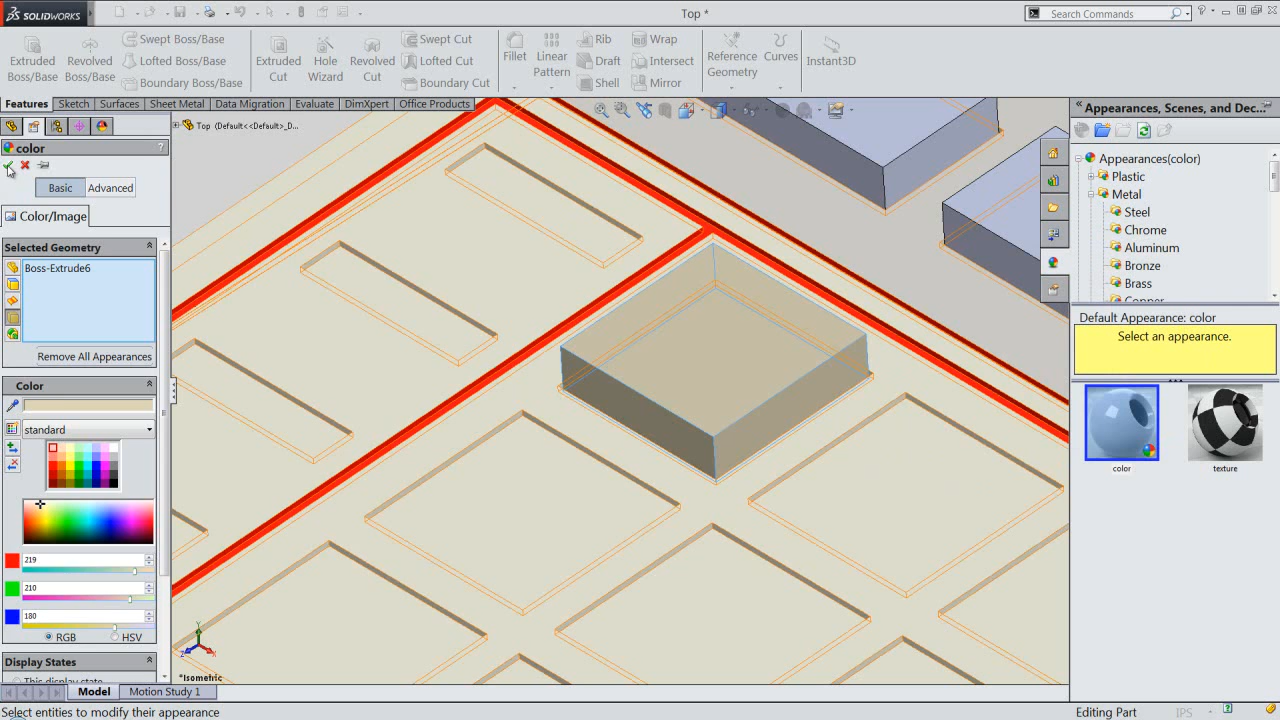 SOLIDWORKS
Top *
Search Commands
Extruded Boss/Base
Revolved Boss/Base
Swept Boss/Base
Lofted Boss/Base
Boundary Boss/Base
Extruded Cut
Hole Wizard
Revolved Cut
Swept Cut
Lofted Cut
Boundary Cut
Fillet
Linear Pattern
Rib
Draft
Shell
Wrap
Intersect
Mirror
Reference Geometry
Curves
Instant3D
Features
Sketch
Surfaces
Sheet Metal
Data Migration
Evaluate
DimXpert
Office Products
color
?
Basic
Advanced
Color/Image
Selected Geometry
Boss-Extrude6
Remove All Appearances
Color
standard
219
210
180
RGB
HSV
Display States
This display state
Top (Default<<Default>_D...
Y
X
Z
*Isometric
Appearances, Scenes, and Dec...
Appearances(color)
Plastic
Metal
Steel
Chrome
Aluminum
Bronze
Brass
Copper
Default Appearance: color
Select an appearance.
color
texture
Model
Motion Study 1
Select entities to modify their appearance
Editing Part
IPS